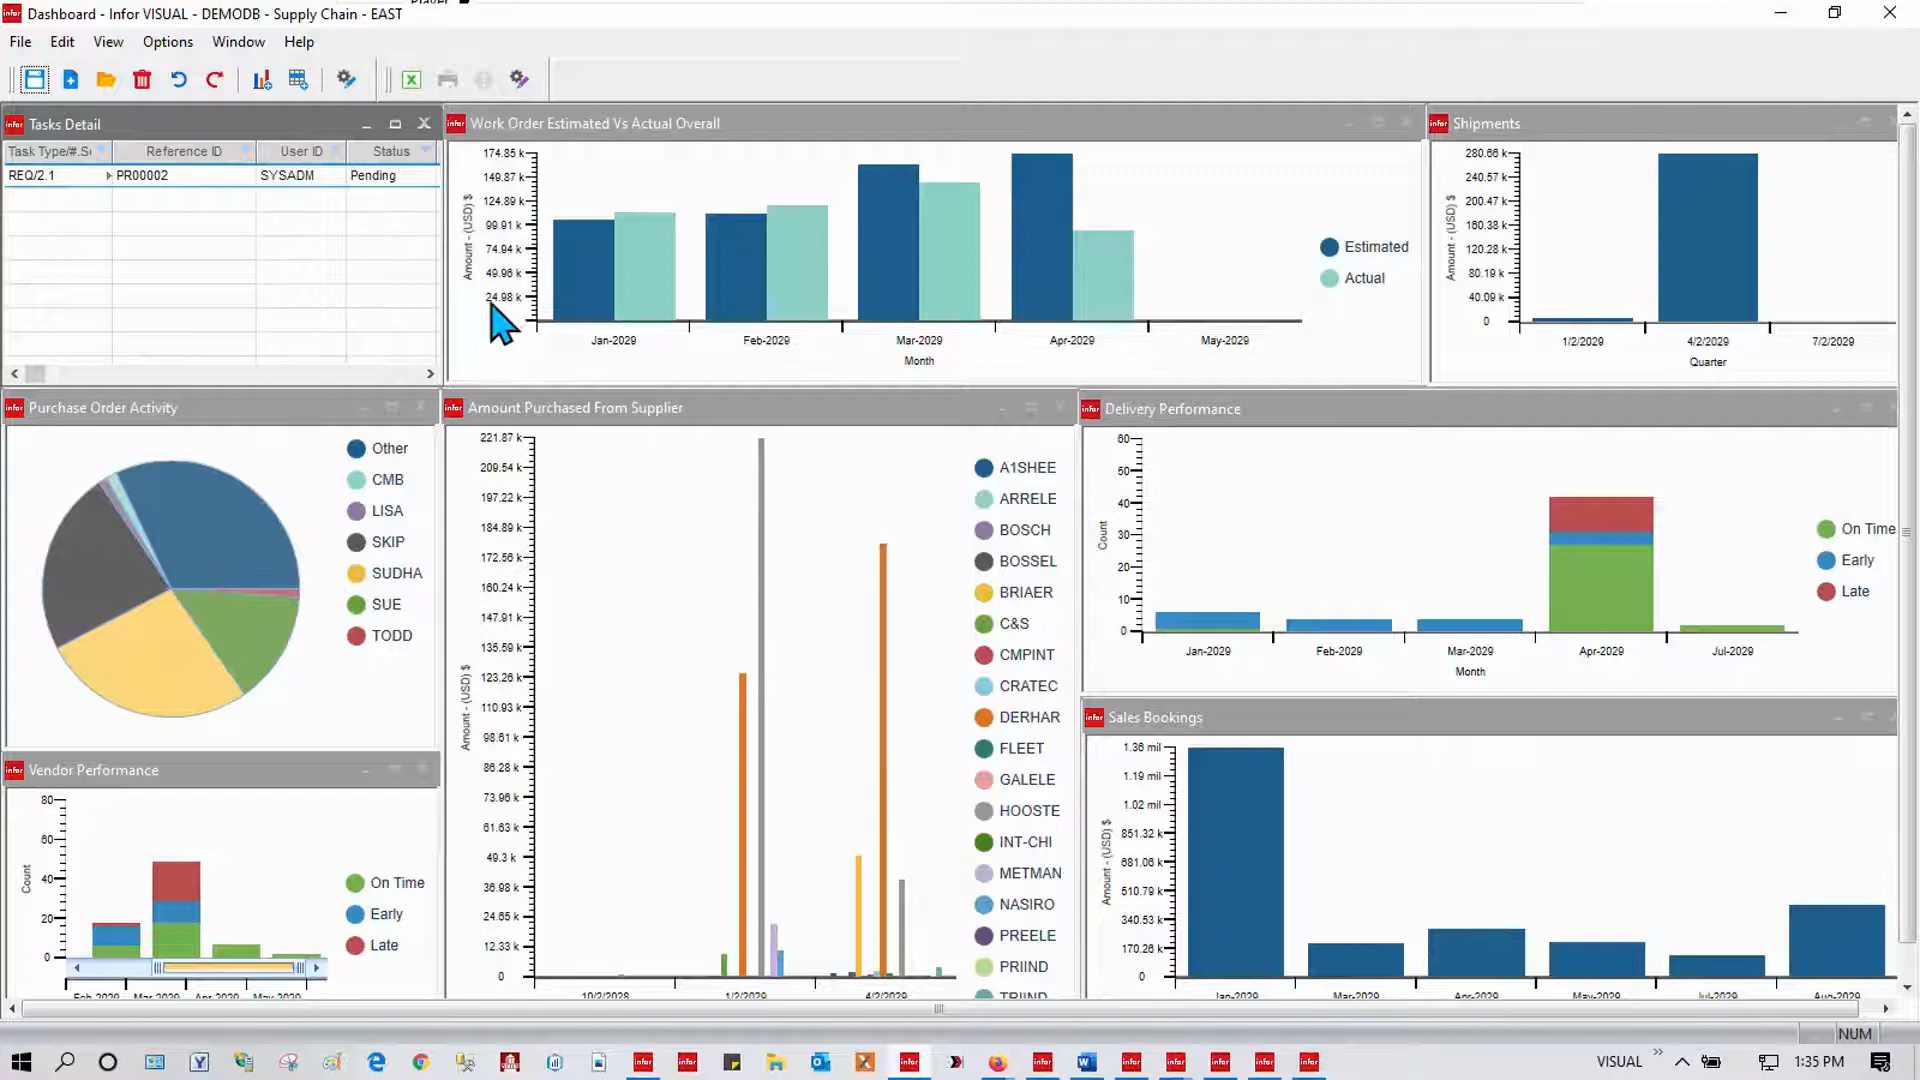 Dashboard - Infor VISUAL - DEMODB - Supply Chain - EAST
File Edit View Options Window Help
infor Tasks Detail
Task Type/#.S Reference ID User ID Status
REQ/2.1 PR00002 SYSADM Pending
infor Work Order Estimated Vs Actual Overall
174.85 k
149.87 k
124.89 k
99.91 k
74.94 k
49.96 k
24.98 k
Amount - (USD) $
Jan-2029 Feb-2029 Mar-2029 Apr-2029 May-2029
Month
Estimated
Actual
infor Shipments
280.66 k
240.57 k
200.47 k
160.38 k
120.28 k
80.19 k
40.09 k
0
Amount - (USD) $
1/2/2029 4/2/2029 7/2/2029
Quarter
infor Purchase Order Activity
Other
CMB
LISA
SKIP
SUDHA
SUE
TODD
infor Amount Purchased From Supplier
221.87 k
209.54 k
197.22 k
184.89 k
172.56 k
160.24 k
147.91 k
135.59 k
123.26 k
110.93 k
98.61 k
86.28 k
73.96 k
61.63 k
49.3 k
36.98 k
24.65 k
12.33 k
0
Amount - (USD) $
10/2/2028 1/2/2029 4/2/2029
A1SHEE
ARRELE
BOSCH
BOSSEL
BRIAER
C&S
CMPINT
CRATEC
DERHAR
FLEET
GALELE
HOOSTE
INT-CHI
METMAN
NASIRO
PREELE
PRIIND
TRIIND
infor Delivery Performance
60
50
40
30
20
10
0
Count
Jan-2029 Feb-2029 Mar-2029 Apr-2029 Jul-2029
Month
On Time
Early
Late
infor Vendor Performance
80
60
40
20
0
Count
Feb-2029 Mar-2029 Apr-2029 May-2029
On Time
Early
Late
infor Sales Bookings
1.36 mil
1.19 mil
1.02 mil
851.32 k
681.06 k
510.79 k
340.53 k
170.26 k
0
Amount - (USD) $
Jan-2029 Mar-2029 Apr-2029 May-2029 Jul-2029 Aug-2029
NUM
VISUAL
1:35 PM